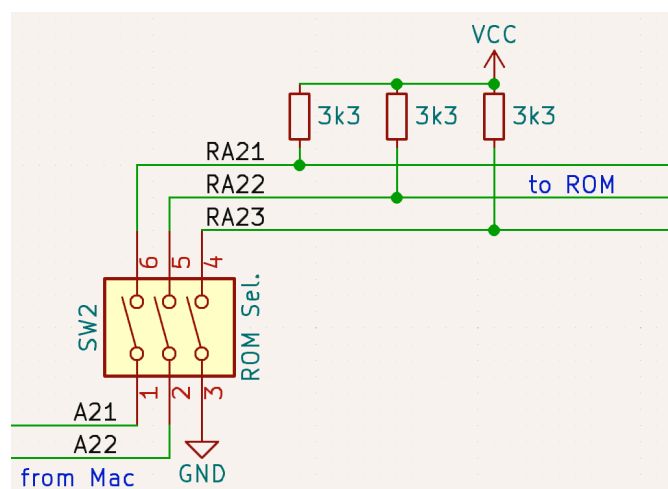 VCC
3k3 3k3 3k3
RA21
RA22 to ROM
RA23
6 5 4
SW2
ROM Sel.
1 2 3
A21
A22
from Mac GND